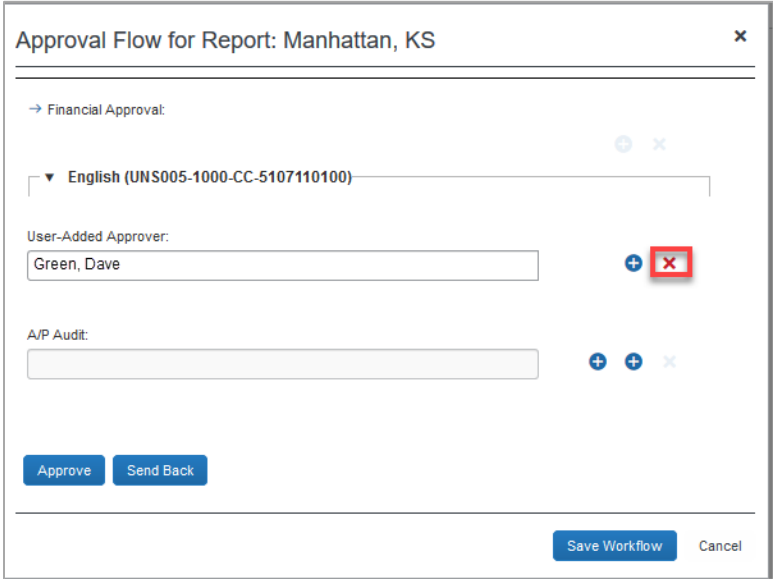 Approval Flow for Report: Manhattan, KS
Financial Approval:
English (UNS005-1000-CC-5107110100)
User-Added Approver:
Green, Dave
A/P Audit:
Approve Send Back
Save Workflow Cancel